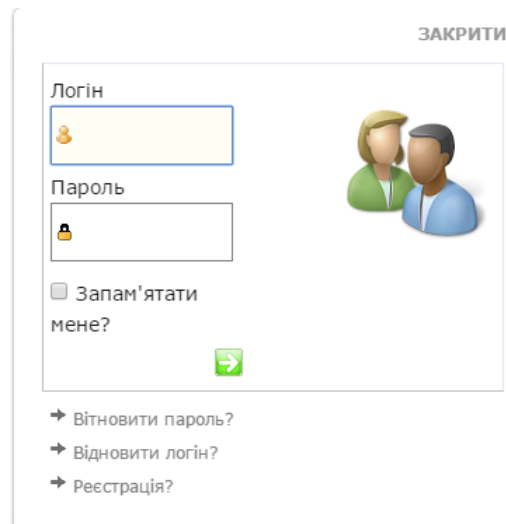 ЗАКРИТИ
Логін
Пароль
Запам'ятати
мене?
Вітновити пароль?
Відновити логін?
Реєстрація?